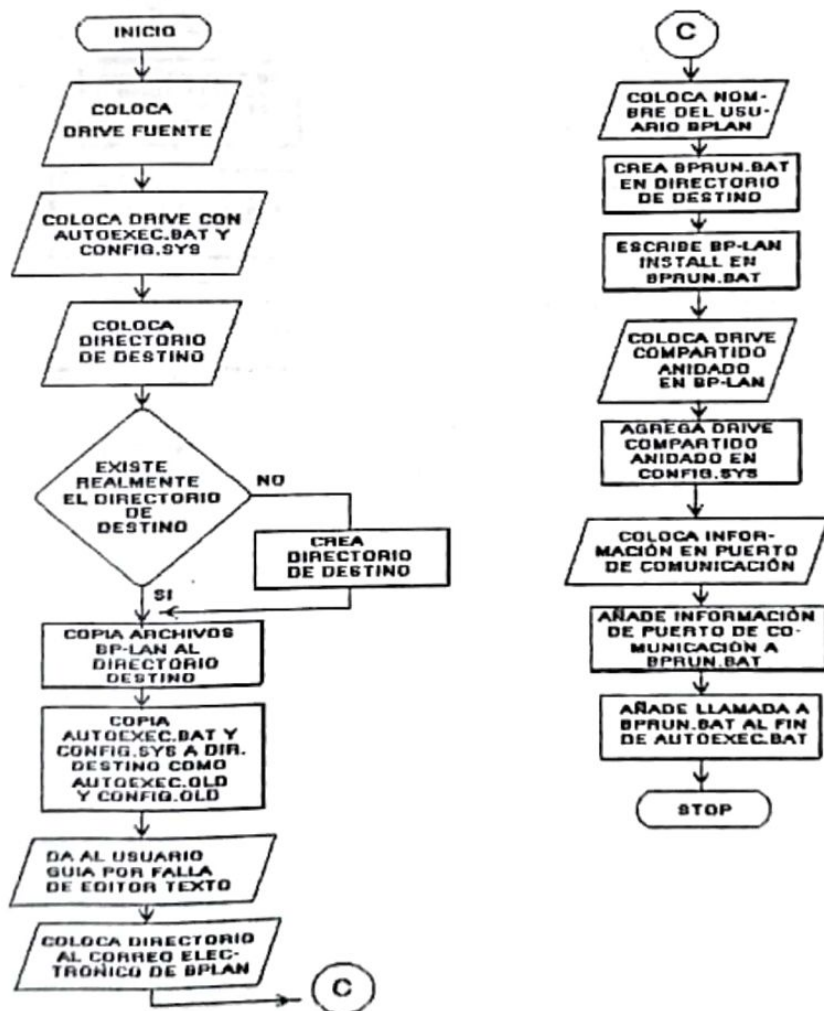 INICIO
COLOCA
DRIVE FUENTE
COLOCA DRIVE CON
AUTOEXEC.BAT Y
CONFIG.SYS
COLOCA
DIRECTORIO
DE DESTINO
EXISTE
REALMENTE
EL DIRECTORIO
DE
DESTINO
NO
CREA
DIRECTORIO
DE DESTINO
SI
COPIA ARCHIVOS
BP-LAN AL
DIRECTORIO
DESTINO
COPIA
AUTOEXEC.BAT Y
CONFIG.SYS A DIR.
DESTINO COMO
AUTOEXEC.OLD
Y CONFIG.OLD
DA AL USUARIO
GUIA POR FALLA
DE EDITOR TEXTO
COLOCA DIRECTORIO
AL CORREO ELEC-
TROÑICO DE BPLAN
C
C
COLOCA NOM-
BRE DEL USU-
ARIO BPLAN
CREA BPRUN.BAT
EN DIRECTORIO
DE DESTINO
ESCRIBE BP-LAN
INSTALL EN
BPRUN.BAT
COLOCA DRIVE
COMPARTIDO
ANIDADO
EN BP-LAN
AGREGA DRIVE
COMPARTIDO
ANIDADO EN
CONFIG.SYS
COLOCA INFOR-
MACIÓN EN PUERTO
DE COMUNICACIÓN
AÑADE INFORMACIÓN
DE PUERTO DE CO-
MUNICACIÓN A
BPRUN.BAT
AÑADE LLAMADA A
BPRUN.BAT AL FIN
DE AUTOEXEC.BAT
STOP